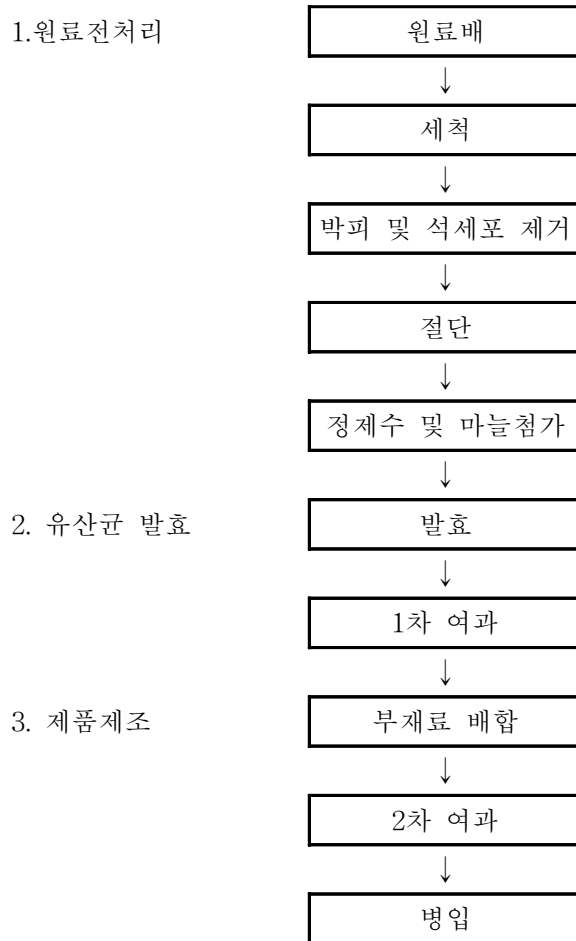 1.원료전처리 원료배
↓
세척
↓
박피 및 석세포 제거
↓
절단
↓
정제수 및 마늘첨가
↓
2. 유산균 발효 발효
↓
1차 여과
↓
3. 제품제조 부재료 배합
↓
2차 여과
↓
병입